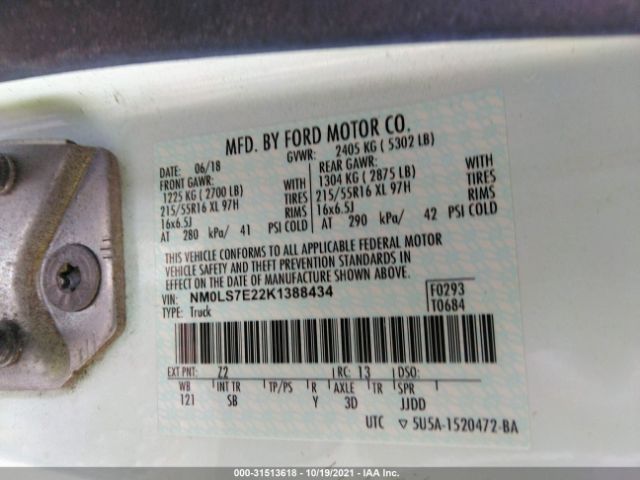 MFD. BY FORD MOTOR CO.
DATE: 06/18 GVWR: 2405 KG ( 5302 LB)
FRONT GAWR: REAR GAWR:
1225 KG ( 2700 LB) WITH 1304 KG ( 2875 LB) WITH
215/55R16 XL 97H TIRES 215/55R16 XL 97H TIRES
16x6.5J RIMS 16x6.5J RIMS
AT 280 kPa/ 41 PSI COLD AT 290 kPa/ 42 PSI COLD
THIS VEHICLE CONFORMS TO ALL APPLICABLE FEDERAL MOTOR
VEHICLE SAFETY AND THEFT PREVENTION STANDARDS IN EFFECT
ON THE DATE OF MANUFACTURE SHOWN ABOVE.
VIN: NM0LS7E22K1388434 F0293
TYPE: Truck T0684
EXT PNT: Z2 RC: 13 DSO:
WB INT TR TP/PS R AXLE TR SPR
121 SB Y 3D JJDD
UTC 5U5A-1520472-BA
000-31513618 - 10/19/2021 - IAA Inc.